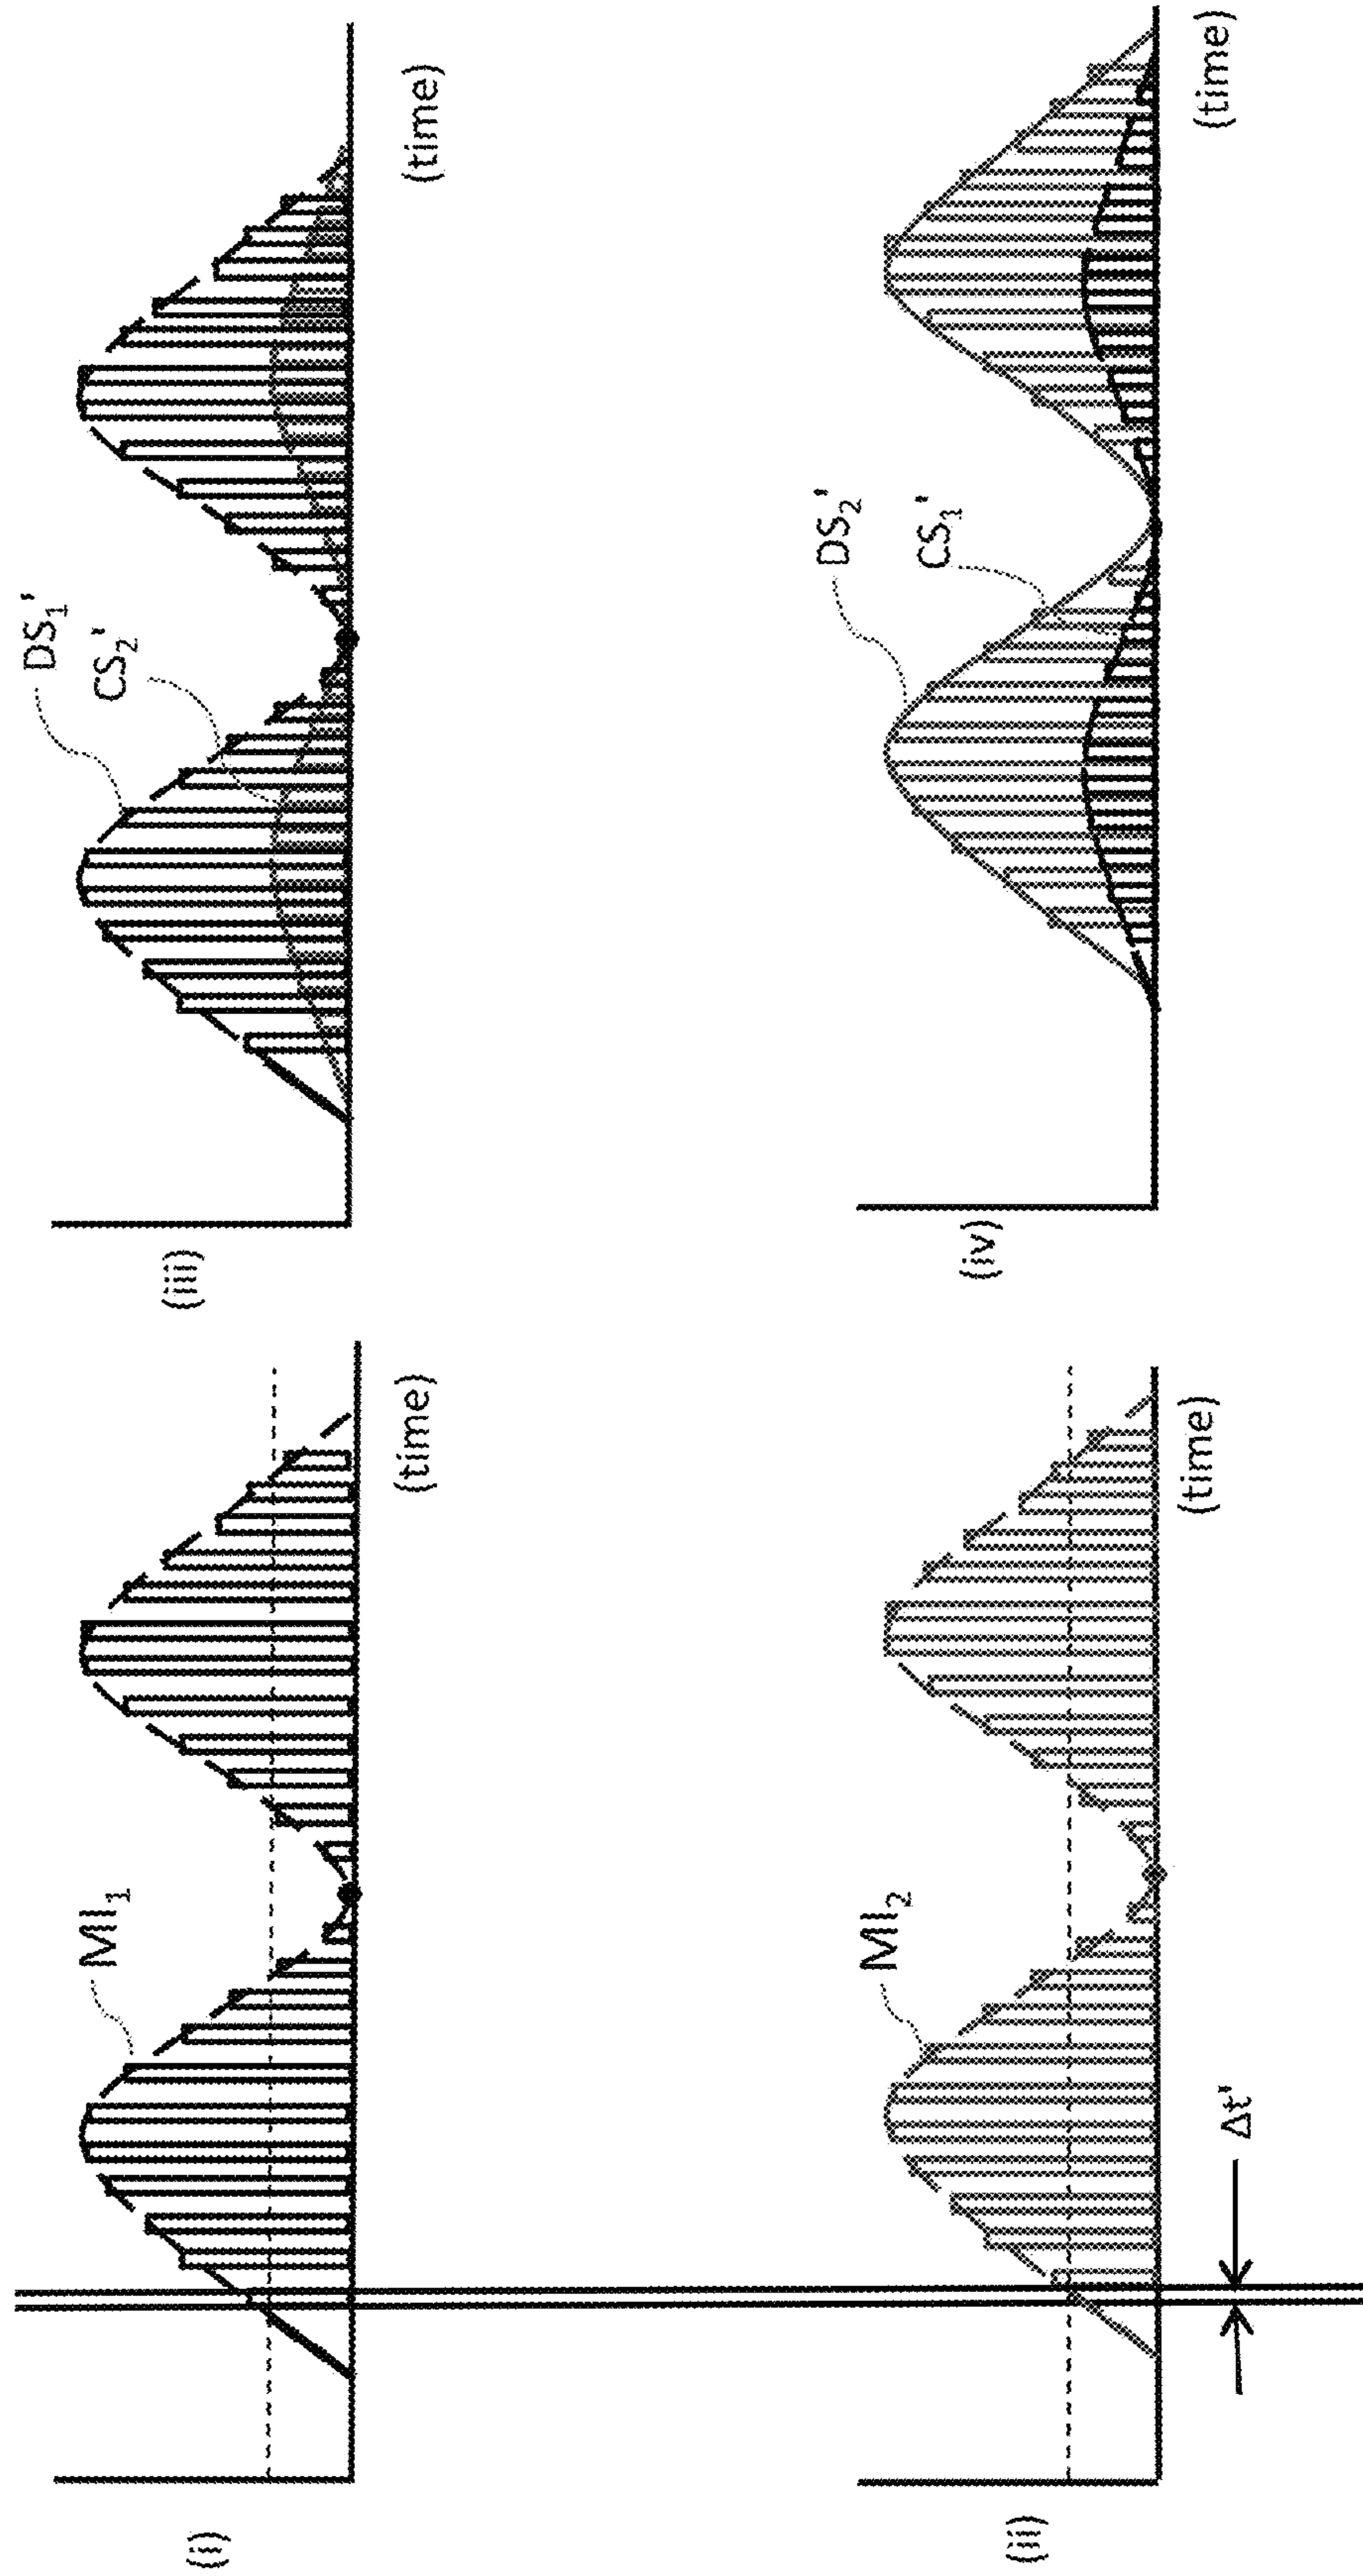 (i)
MI₁
(time)
(ii)
MI₂
Δt'
(time)
(iii)
DS₁'
CS₂'
(time)
(iv)
DS₂'
CS₁'
(time)